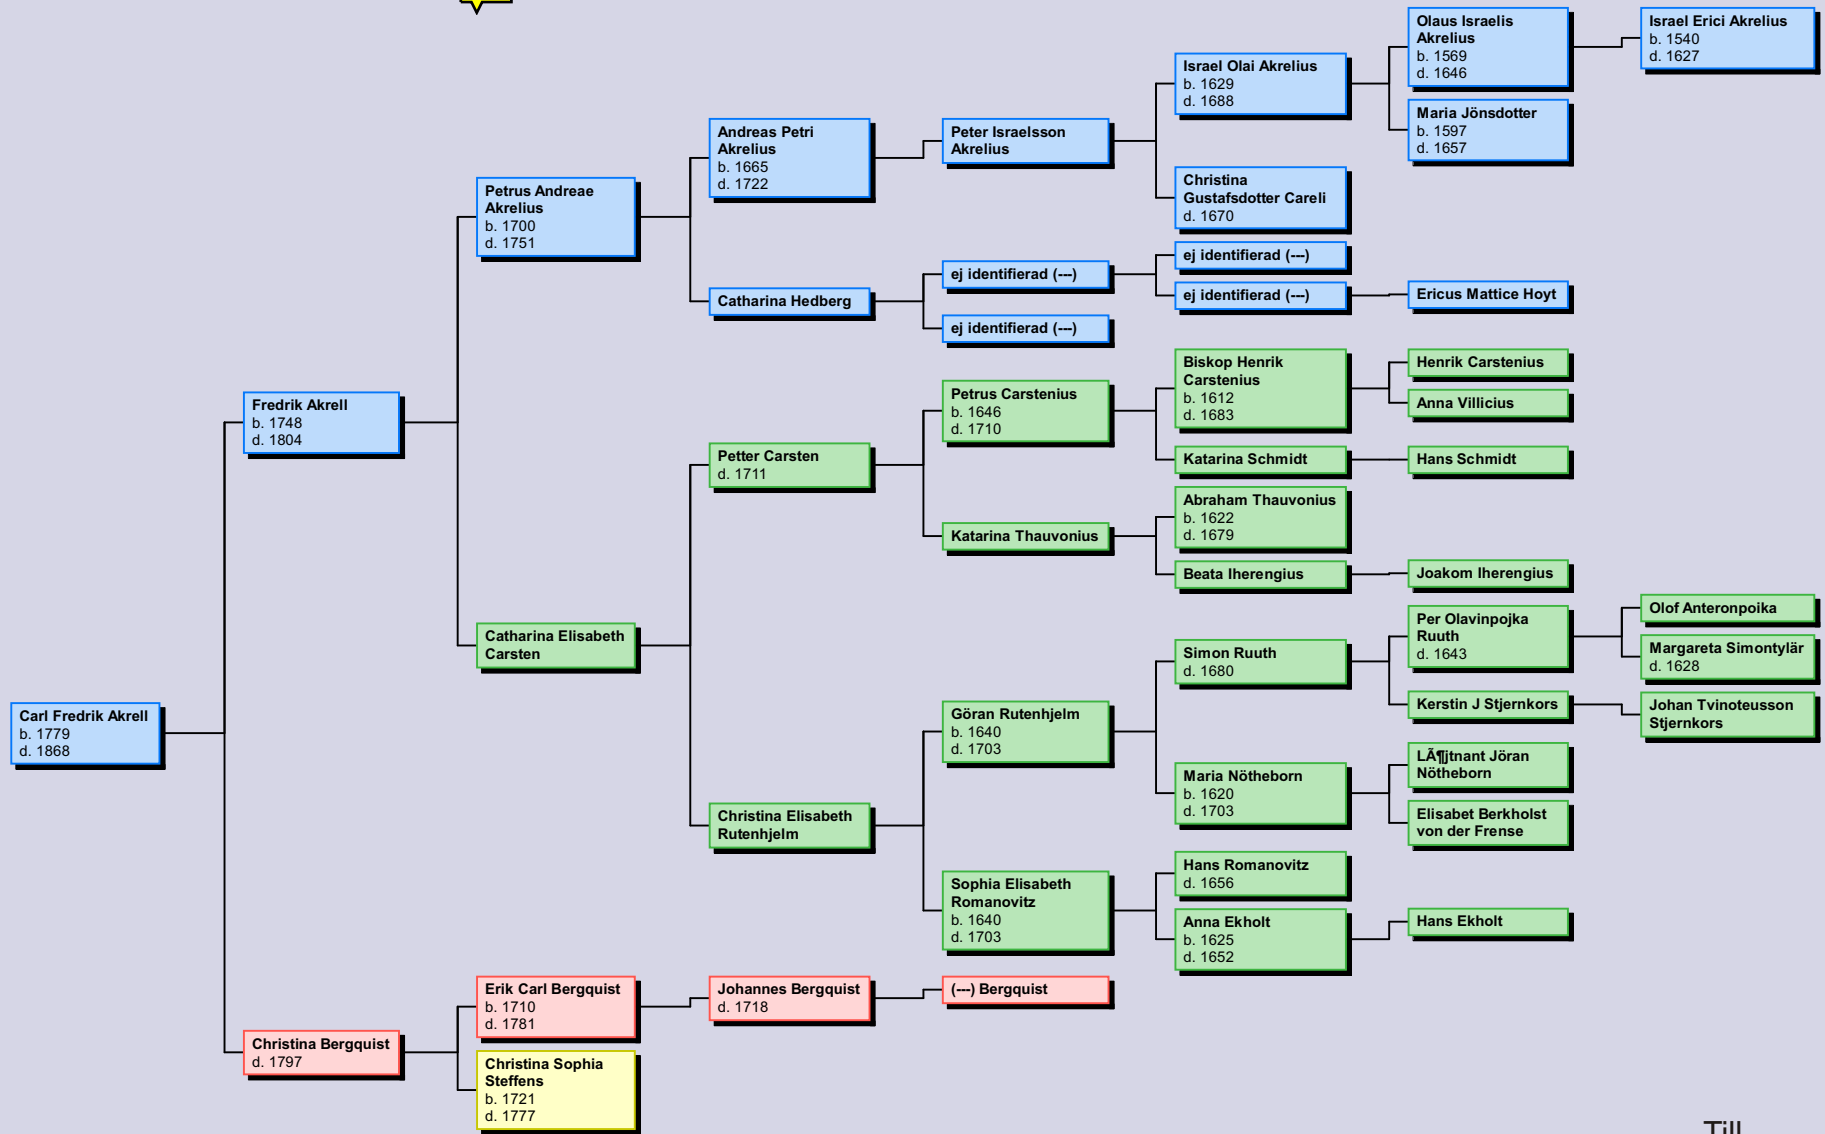 Carl Fredrik Akrell
b. 1779
d. 1868
Fredrik Akrell
b. 1748
d. 1804
Christina Bergquist
d. 1797
Petrus Andreae
Akrelius
b. 1700
d. 1751
Catharina Elisabeth
Carsten
Erik Carl Bergquist
b. 1710
d. 1781
Christina Sophia
Steffens
b. 1721
d. 1777
Andreas Petri
Akrelius
b. 1665
d. 1722
Catharina Hedberg
Petter Carsten
d. 1711
Christina Elisabeth
Rutenhjelm
Johannes Bergquist
d. 1718
Peter Israelsson
Akrelius
ej identifierad (---)
ej identifierad (---)
Petrus Carstenius
b. 1646
d. 1710
Katarina Thauvonius
Göran Rutenhjelm
b. 1640
d. 1703
Sophia Elisabeth
Romanovitz
b. 1640
d. 1703
(---) Bergquist
Israel Olai Akrelius
b. 1629
d. 1688
Christina
Gustafsdotter Careli
d. 1670
ej identifierad (---)
ej identifierad (---)
Biskop Henrik
Carstenius
b. 1612
d. 1683
Katarina Schmidt
Abraham Thauvonius
b. 1622
d. 1679
Beata Iherengius
Simon Ruuth
d. 1680
Maria Nötheborn
b. 1620
d. 1703
Hans Romanovitz
d. 1656
Anna Ekholt
b. 1625
d. 1652
Olaus Israelis
Akrelius
b. 1569
d. 1646
Maria Jönsdotter
b. 1597
d. 1657
Ericus Mattice Hoyt
Henrik Carstenius
Anna Villicius
Hans Schmidt
Joakom Iherengius
Per Olavinpojka
Ruuth
d. 1643
Kerstin J Stjernkors
LÃ¶jtnant Jöran
Nötheborn
Elisabet Berkholst
von der Frense
Hans Ekholt
Israel Erici Akrelius
b. 1540
d. 1627
Olof Anteronpoika
Margareta Simontylär
d. 1628
Johan Tvinoteusson
Stjernkors
Till